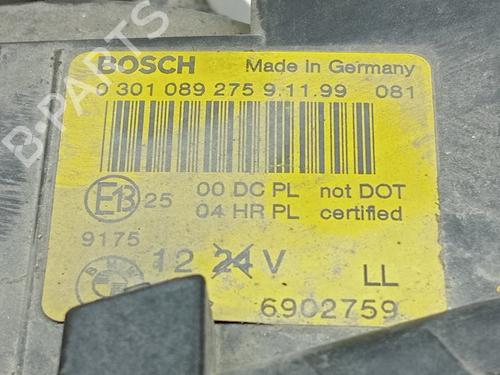 BOSCH Made in Germany
0 301 089 275 9.11.99 081
E13 25 00 DC PL not DOT
04 HR PL certified
9175
12 24 V LL
BMW
6902759
B-PARTS